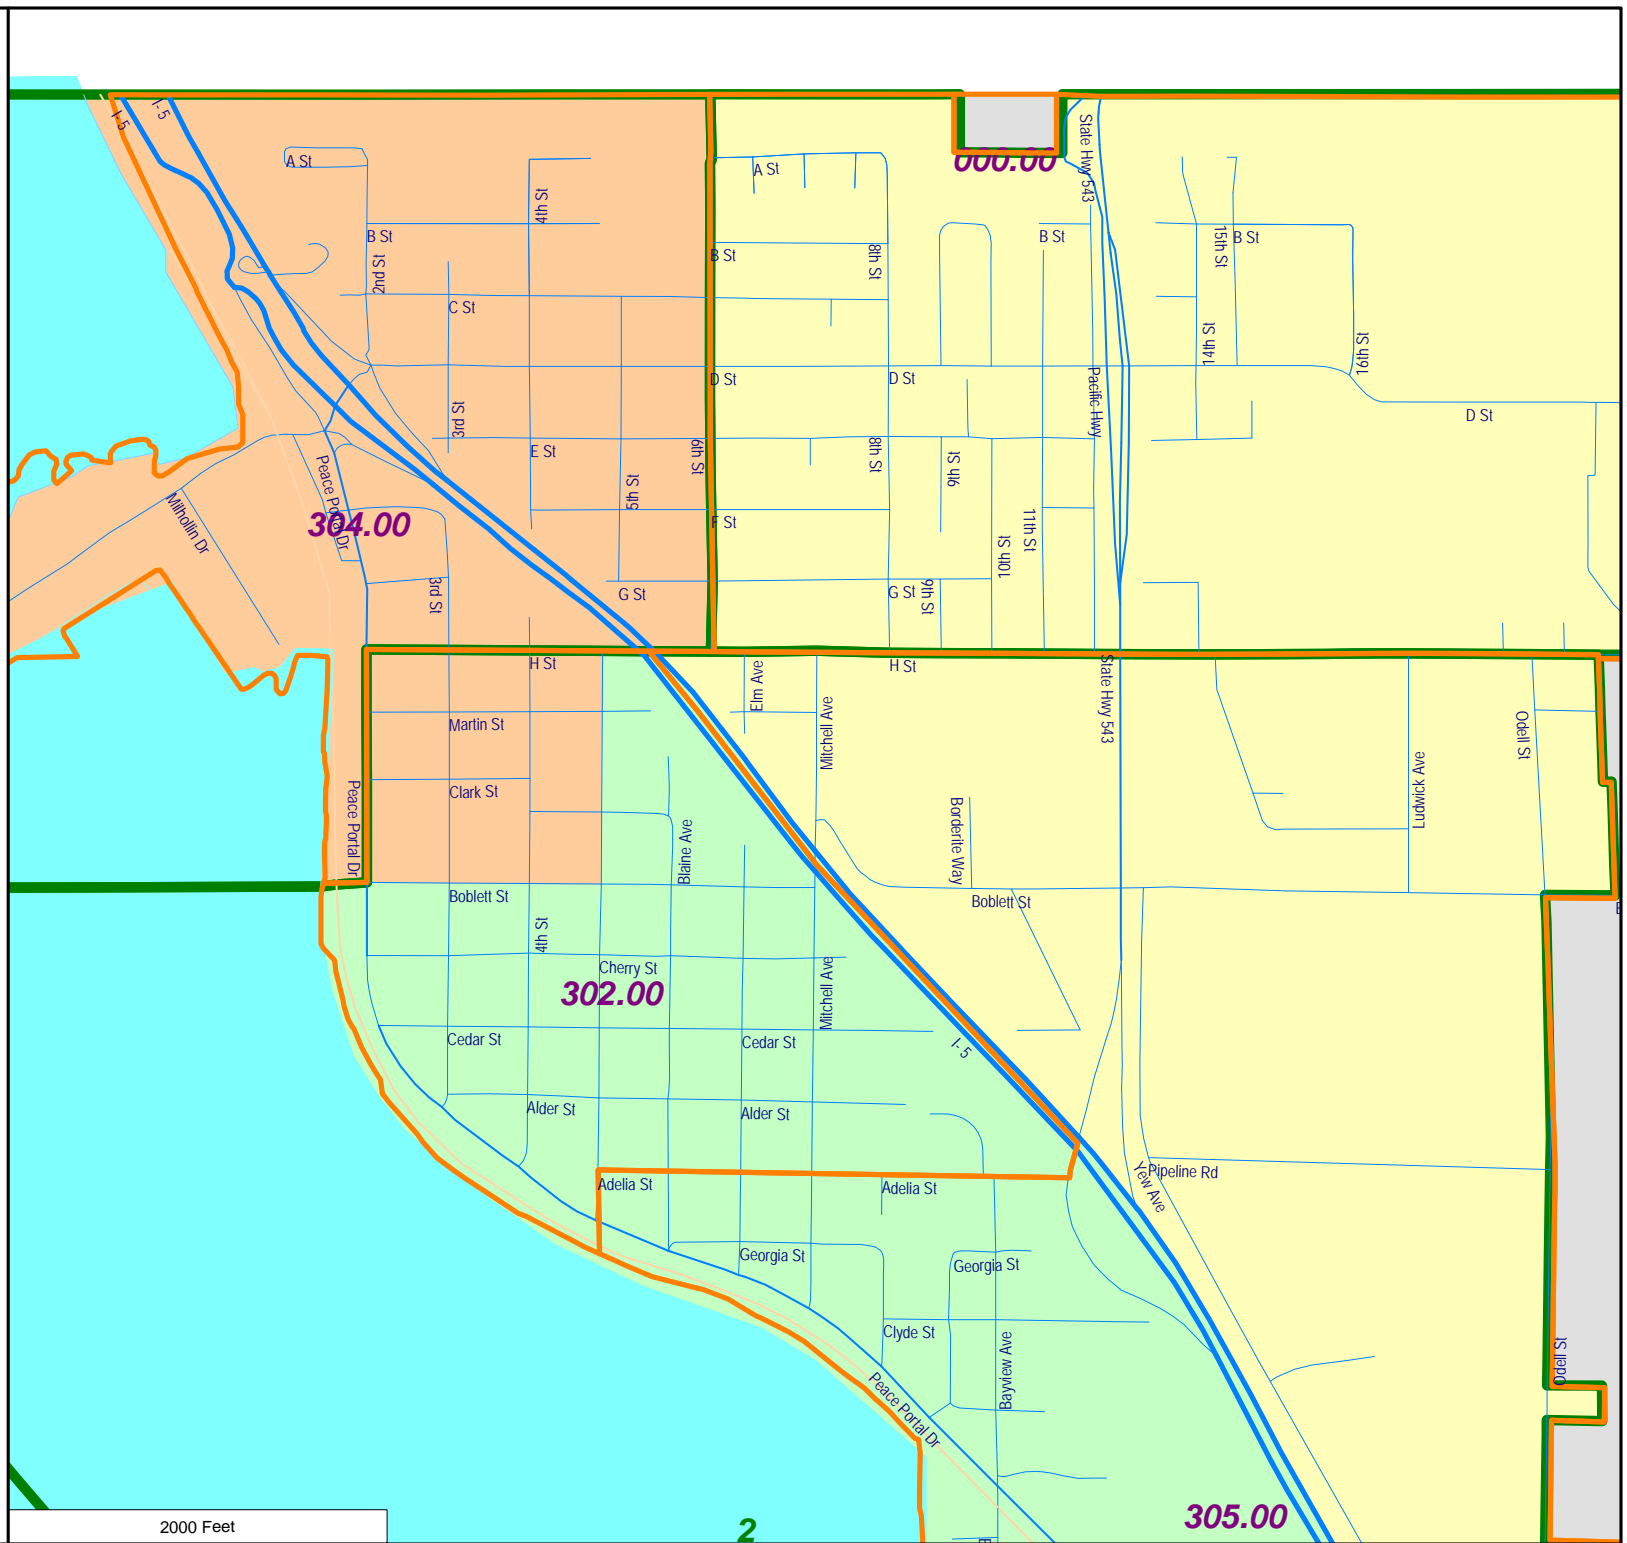 I- 5
I- 5
A St
4th St
A St
000.00
State Hwy 543
B St
2nd St
B St
8th St
B St
15th St
B St
C St
14th St
16th St
D St
D St
Pacific Hwy
D St
3rd St
E St
6th St
8th St
9th St
Peace Portal Dr
5th St
Milhollin Dr
304.00
F St
11th St
10th St
3rd St
G St
G St
9th St
H St
Elm Ave
H St
State Hwy 543
Martin St
Mitchell Ave
Odell St
Clark St
Peace Portal Dr
Blaine Ave
Borderite Way
Ludwick Ave
Boblett St
Boblett St
4th St
Cherry St
302.00
Mitchell Ave
Cedar St
Cedar St
I- 5
Alder St
Alder St
Adelia St
Adelia St
Yew Ave
Pipeline Rd
Georgia St
Georgia St
Clyde St
Bayview Ave
Odell St
Peace Portal Dr
305.00
2000 Feet
2